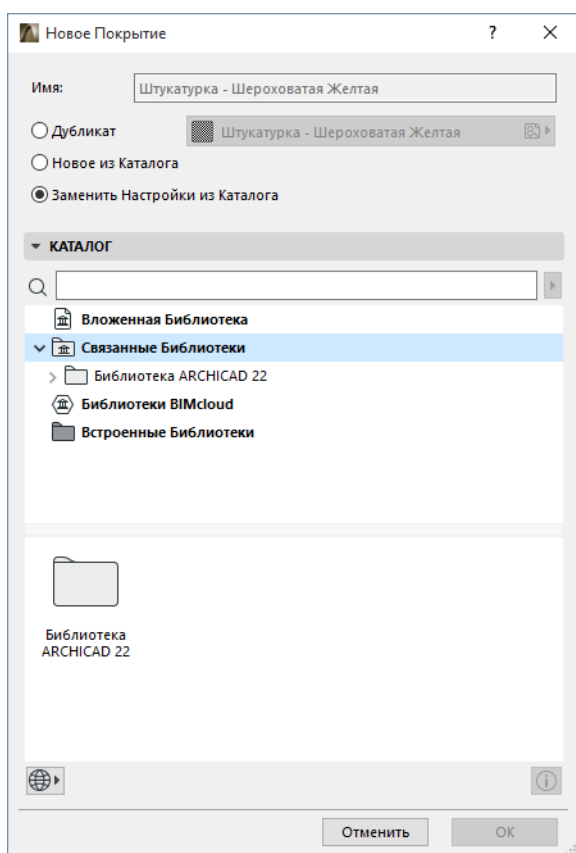 Новое Покрытие
?
Имя:
Штукатурка - Шероховатая Желтая
Дубликат
Штукатурка - Шероховатая Желтая
Новое из Каталога
Заменить Настройки из Каталога
КАТАЛОГ
Вложенная Библиотека
Связанные Библиотеки
Библиотека ARCHICAD 22
Библиотеки BIMcloud
Встроенные Библиотеки
Библиотека
ARCHICAD 22
Отменить
ОК